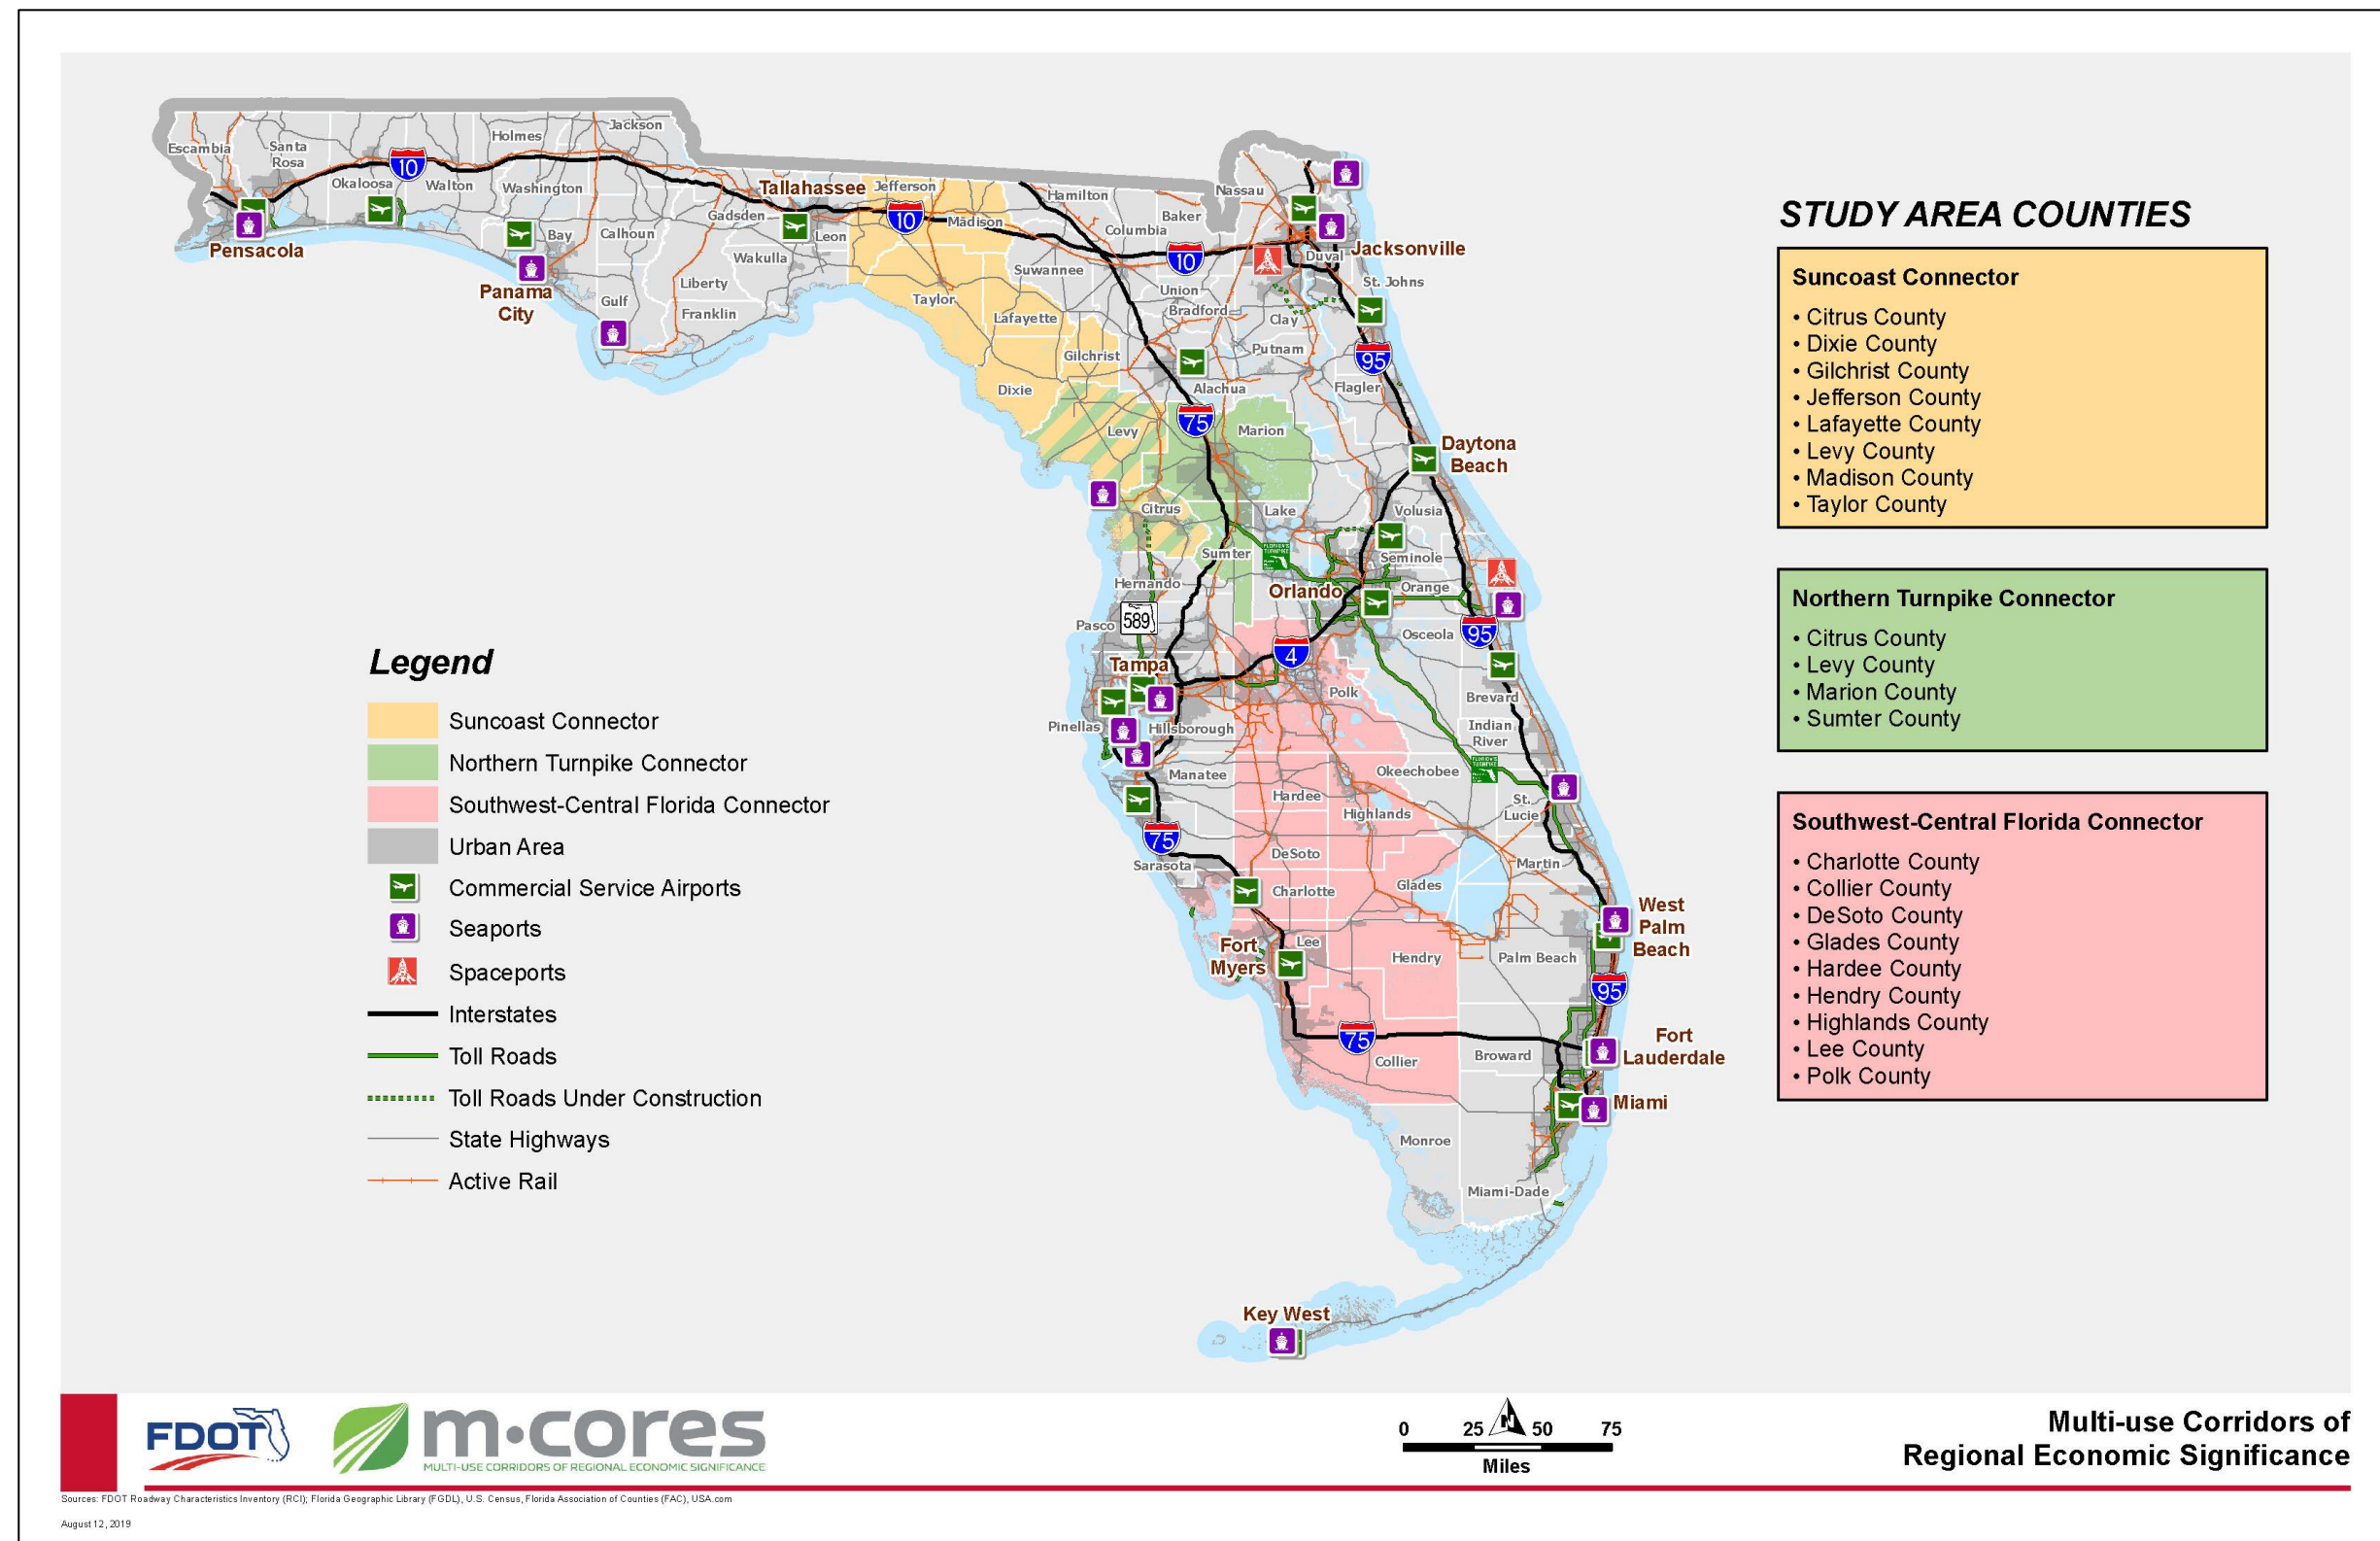 Holmes
Jackson
Escambia
Santa
Rosa
10
Okaloosa
Walton
Washington
Tallahassee
Jefferson
Hamilton
Nassau
Gadsden
10
Madison
Baker
Pensacola
Bay
Calhoun
Leon
Columbia
Jacksonville
Wakulla
10
Duval
Suwannee
Panama
City
Liberty
Union
St. Johns
Gulf
Franklin
Taylor
Lafayette
Bradford
Clay
Gilchrist
Putnam
95
Dixie
Alachua
Flagler
75
Levy
Marion
Daytona
Beach
Citrus
Lake
Volusia
Sumter
FLORIDA'S
TURNPIKE
Seminole
Hernando
Orlando
Orange
Pasco
589
Osceola
95
4
Tampa
Polk
Brevard
Pinellas
Hillsborough
Indian
River
Manatee
Okeechobee
FLORIDA'S
TURNPIKE
Hardee
Highlands
St.
Lucie
75
DeSoto
Sarasota
Martin
Charlotte
Glades
West
Palm
Beach
Fort
Myers
Lee
Hendry
Palm Beach
95
75
Fort
Lauderdale
Collier
Broward
Miami
Monroe
Miami-Dade
Key West
Legend
Suncoast Connector
Northern Turnpike Connector
Southwest-Central Florida Connector
Urban Area
Commercial Service Airports
Seaports
Spaceports
Interstates
Toll Roads
Toll Roads Under Construction
State Highways
Active Rail
STUDY AREA COUNTIES
Suncoast Connector
• Citrus County
• Dixie County
• Gilchrist County
• Jefferson County
• Lafayette County
• Levy County
• Madison County
• Taylor County
Northern Turnpike Connector
• Citrus County
• Levy County
• Marion County
• Sumter County
Southwest-Central Florida Connector
• Charlotte County
• Collier County
• DeSoto County
• Glades County
• Hardee County
• Hendry County
• Highlands County
• Lee County
• Polk County
FDOT
m•cores
MULTI-USE CORRIDORS OF REGIONAL ECONOMIC SIGNIFICANCE
0 25 N 50 75
Miles
Multi-use Corridors of
Regional Economic Significance
Sources: FDOT Roadway Characteristics Inventory (RCI); Florida Geographic Library (FGDL), U.S. Census, Florida Association of Counties (FAC), USA.com
August 12, 2019